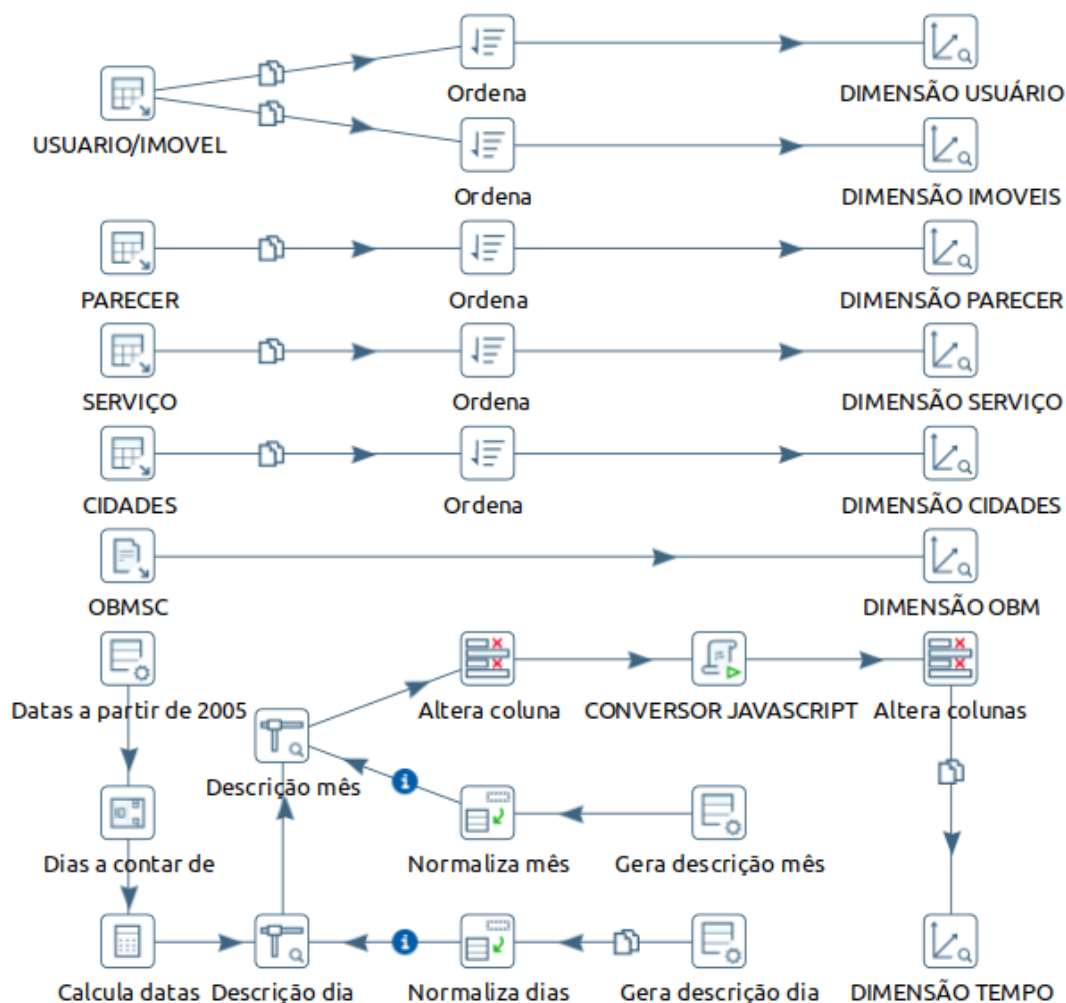 Ordena
DIMENSÃO USUÁRIO
USUARIO/IMOVEL
Ordena
DIMENSÃO IMOVEIS
PARECER
Ordena
DIMENSÃO PARECER
SERVIÇO
Ordena
DIMENSÃO SERVIÇO
CIDADES
Ordena
DIMENSÃO CIDADES
OBMSC
DIMENSÃO OBM
Datas a partir de 2005
Altera coluna
CONVERSOR JAVASCRIPT
Altera colunas
Descrição mês
Dias a contar de
Normaliza mês
Gera descrição mês
Calcula datas
Descrição dia
Normaliza dias
Gera descrição dia
DIMENSÃO TEMPO